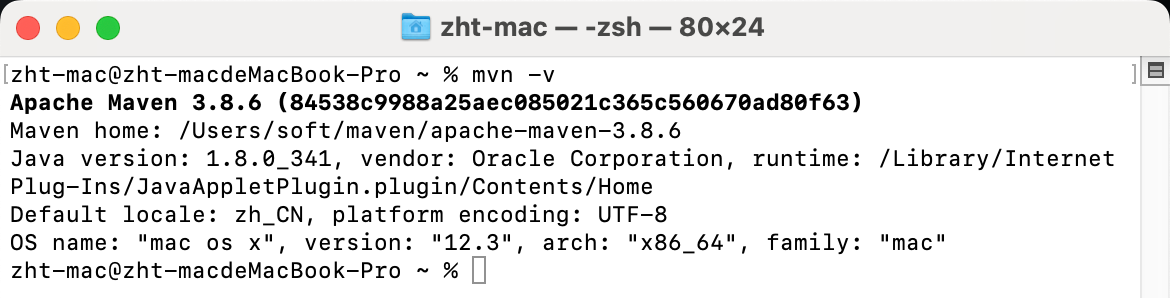 zht-mac — -zsh — 80×24
[zht-mac@zht-macdeMacBook-Pro ~ % mvn -v ]
Apache Maven 3.8.6 (84538c9988a25aec085021c365c560670ad80f63)
Maven home: /Users/soft/maven/apache-maven-3.8.6
Java version: 1.8.0_341, vendor: Oracle Corporation, runtime: /Library/Internet
Plug-Ins/JavaAppletPlugin.plugin/Contents/Home
Default locale: zh_CN, platform encoding: UTF-8
OS name: "mac os x", version: "12.3", arch: "x86_64", family: "mac"
zht-mac@zht-macdeMacBook-Pro ~ %